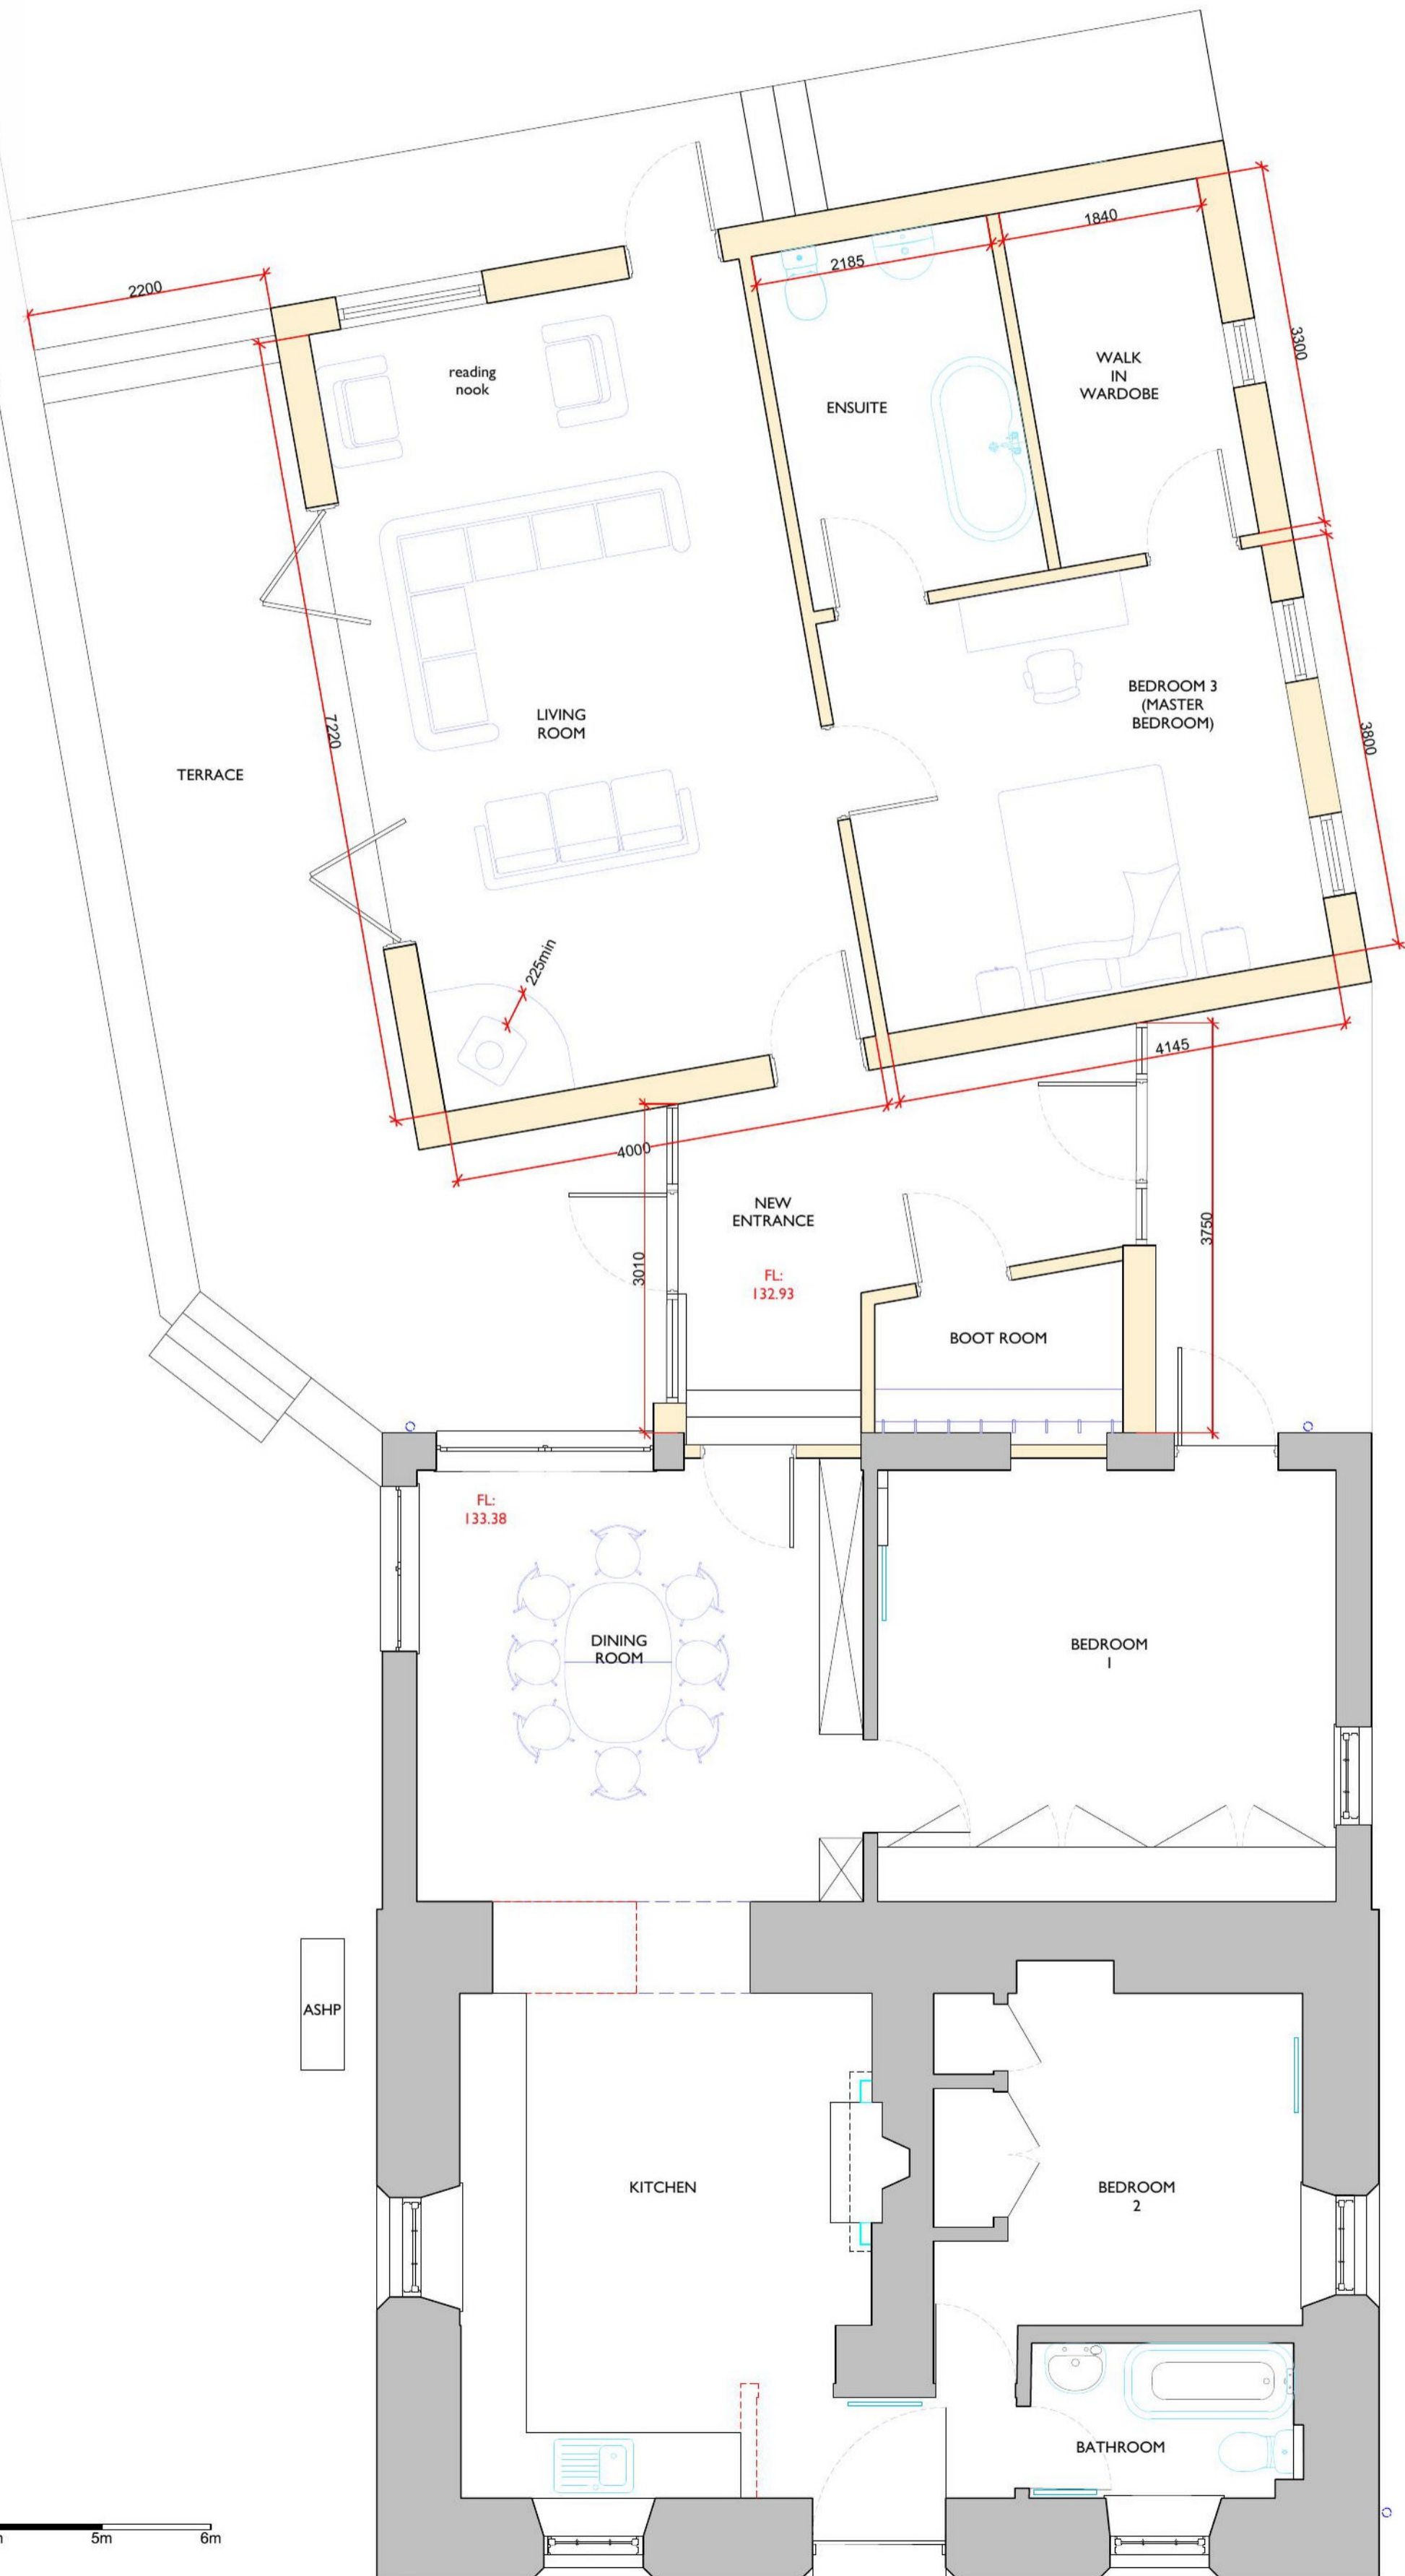 1840
2185
2200
3300
reading
nook
WALK
IN
WARDOBE
ENSUITE
BEDROOM 3
(MASTER
BEDROOM)
LIVING
ROOM
7220
3800
TERRACE
225min
4145
4000
NEW
ENTRANCE
3750
3010
FL:
132.93
BOOT ROOM
FL:
133.38
DINING
ROOM
BEDROOM
1
ASHP
KITCHEN
BEDROOM
2
BATHROOM
5m
6m